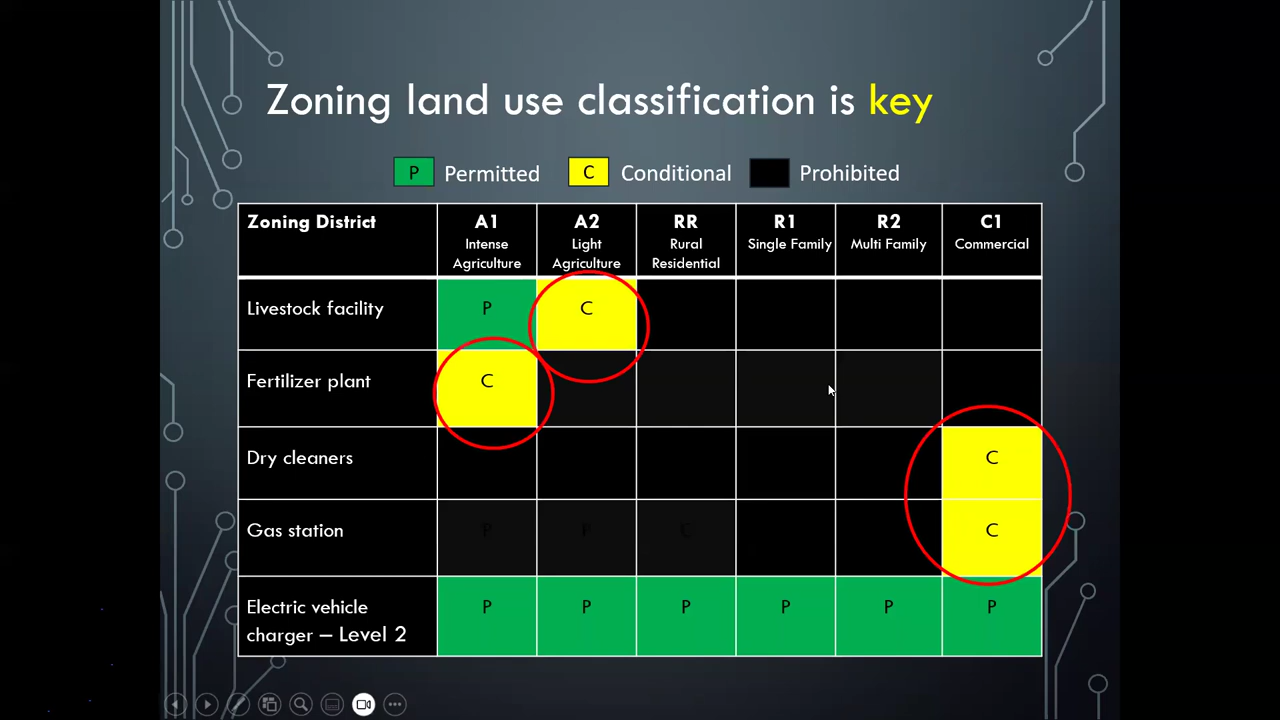 Zoning land use classification is key
P Permitted C Conditional Prohibited
Zoning District A1 A2 RR R1 R2 C1
Intense Light Rural Single Family Multi Family Commercial
Agriculture Agriculture Residential
Livestock facility P C
Fertilizer plant C
Dry cleaners C
Gas station P P C C
Electric vehicle P P P P P P
charger – Level 2